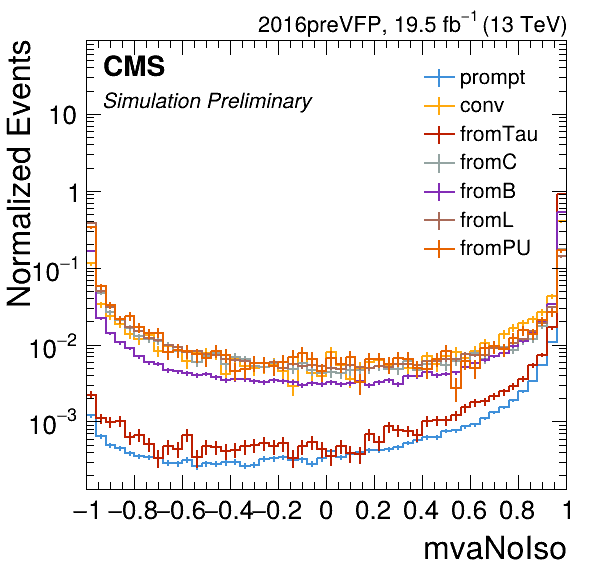 2016preVFP, 19.5 fb⁻¹ (13 TeV)
CMS
Simulation Preliminary
prompt
conv
fromTau
fromC
fromB
fromL
fromPU
Normalized Events
10
1
10⁻¹
10⁻²
10⁻³
−1 −0.8 −0.6 −0.4 −0.2 0 0.2 0.4 0.6 0.8 1
mvaNoIso